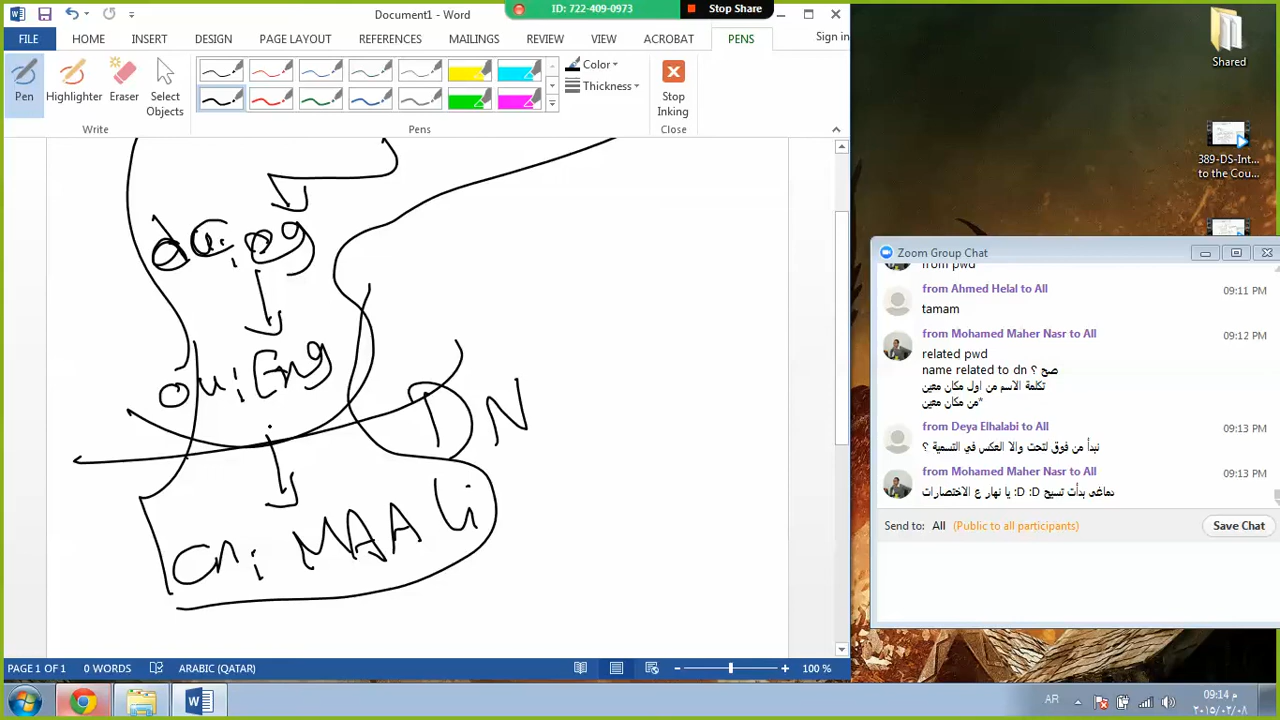 Document1 - Word
ID: 722-409-0973
Stop Share
FILE HOME INSERT DESIGN PAGE LAYOUT REFERENCES MAILINGS REVIEW VIEW ACROBAT PENS Sign in
Pen Highlighter Eraser Select Objects
Color
Thickness
Stop Inking
Write Pens Close
ou: Eng
DN
cn: MAALi
Shared
389-DS-Int...
to the Cou...
Zoom Group Chat
from pwd
from Ahmed Helal to All 09:11 PM
tamam
from Mohamed Maher Nasr to All 09:12 PM
related pwd
name related to dn صح ؟
تكلمة الاسم من اول مكان معين
*من مكان معين
from Deya Elhalabi to All 09:13 PM
نبدأ من فوق لتحت والا العكس في التسمية ؟
from Mohamed Maher Nasr to All 09:13 PM
دماغى بدأت تسيح D: D: يا نهار ع الاختصارات
Send to: All (Public to all participants) Save Chat
PAGE 1 OF 1 0 WORDS ARABIC (QATAR) 100 %
AR
09:14 م
٢٠١٥/٠٢/٠٨